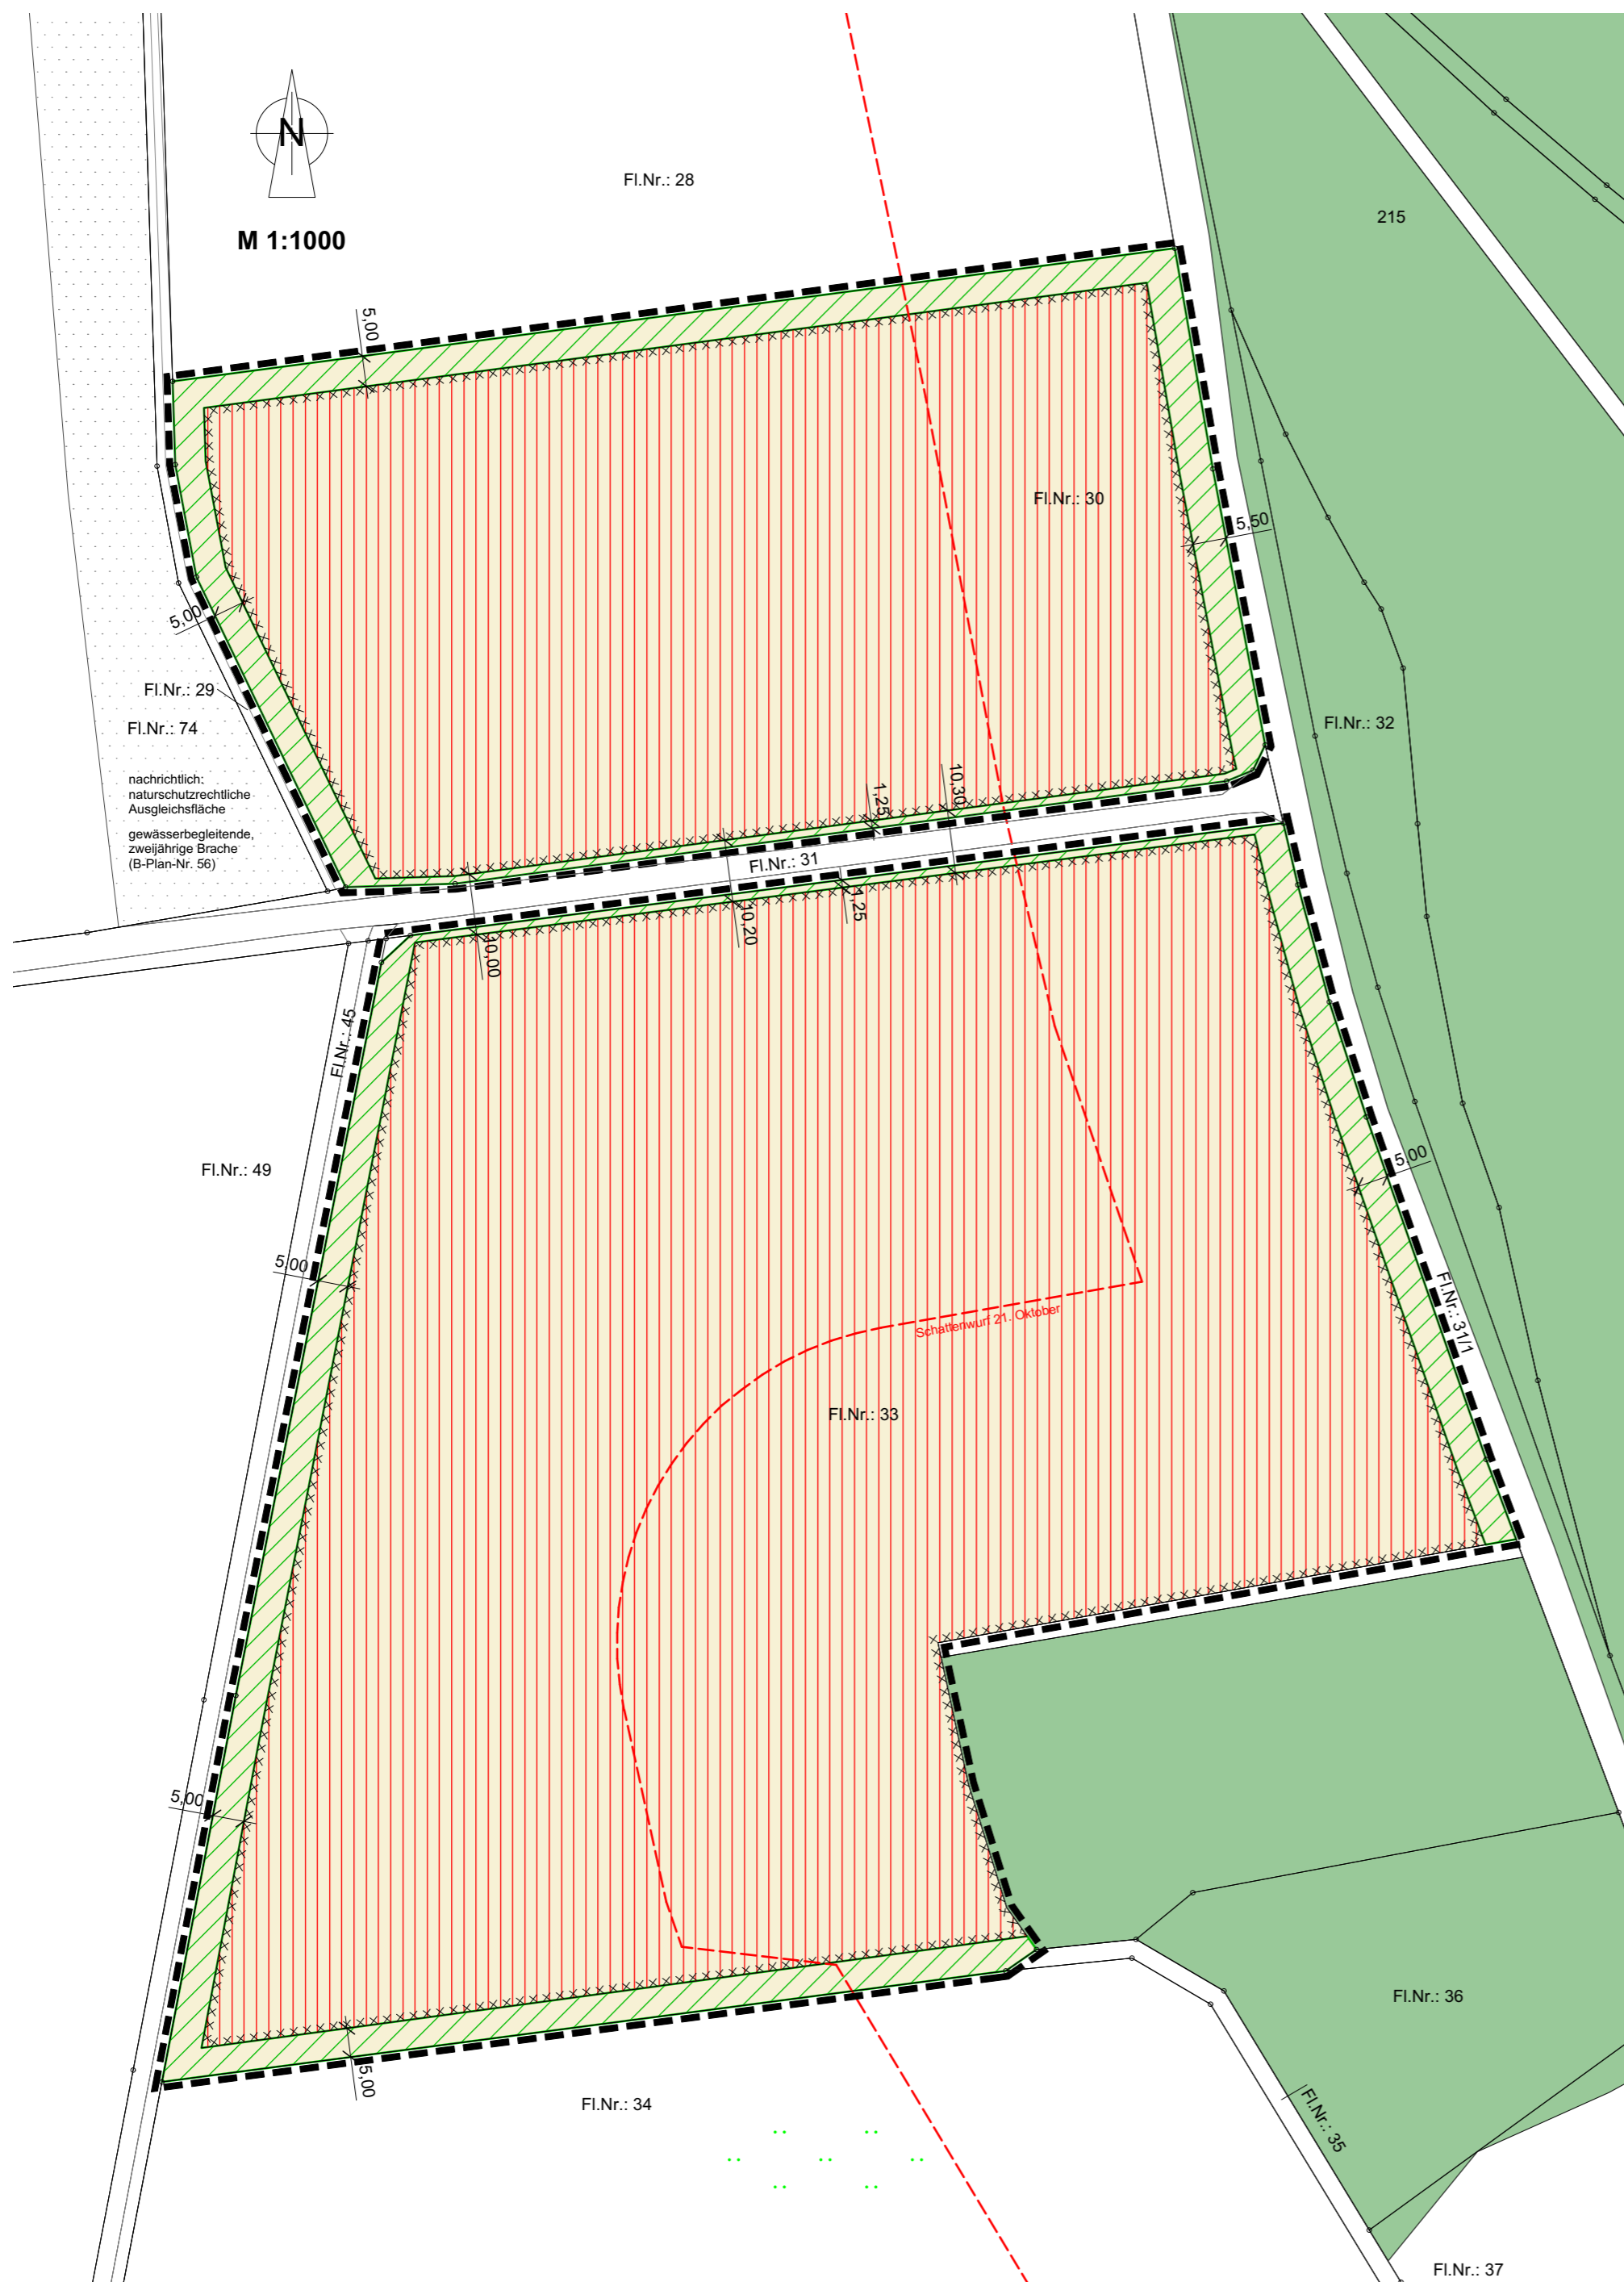 N
M 1:1000
Fl.Nr.: 28
215
5,00
Fl.Nr.: 30
5,50
5,00
Fl.Nr.: 29
Fl.Nr.: 74
Fl.Nr.: 32
nachrichtlich:
naturschutzrechtliche
Ausgleichsfläche
gewässerbegleitende,
zweijährige Brache
(B-Plan-Nr. 56)
1,25
10,30
Fl.Nr.: 31
10,00
10,20
1,25
Fl.Nr.: 45
Fl.Nr.: 49
5,00
5,00
Fl.Nr.: 31/1
Schattenwurf 21. Oktober
Fl.Nr.: 33
5,00
5,00
Fl.Nr.: 36
Fl.Nr.: 34
Fl.Nr.: 35
Fl.Nr.: 37